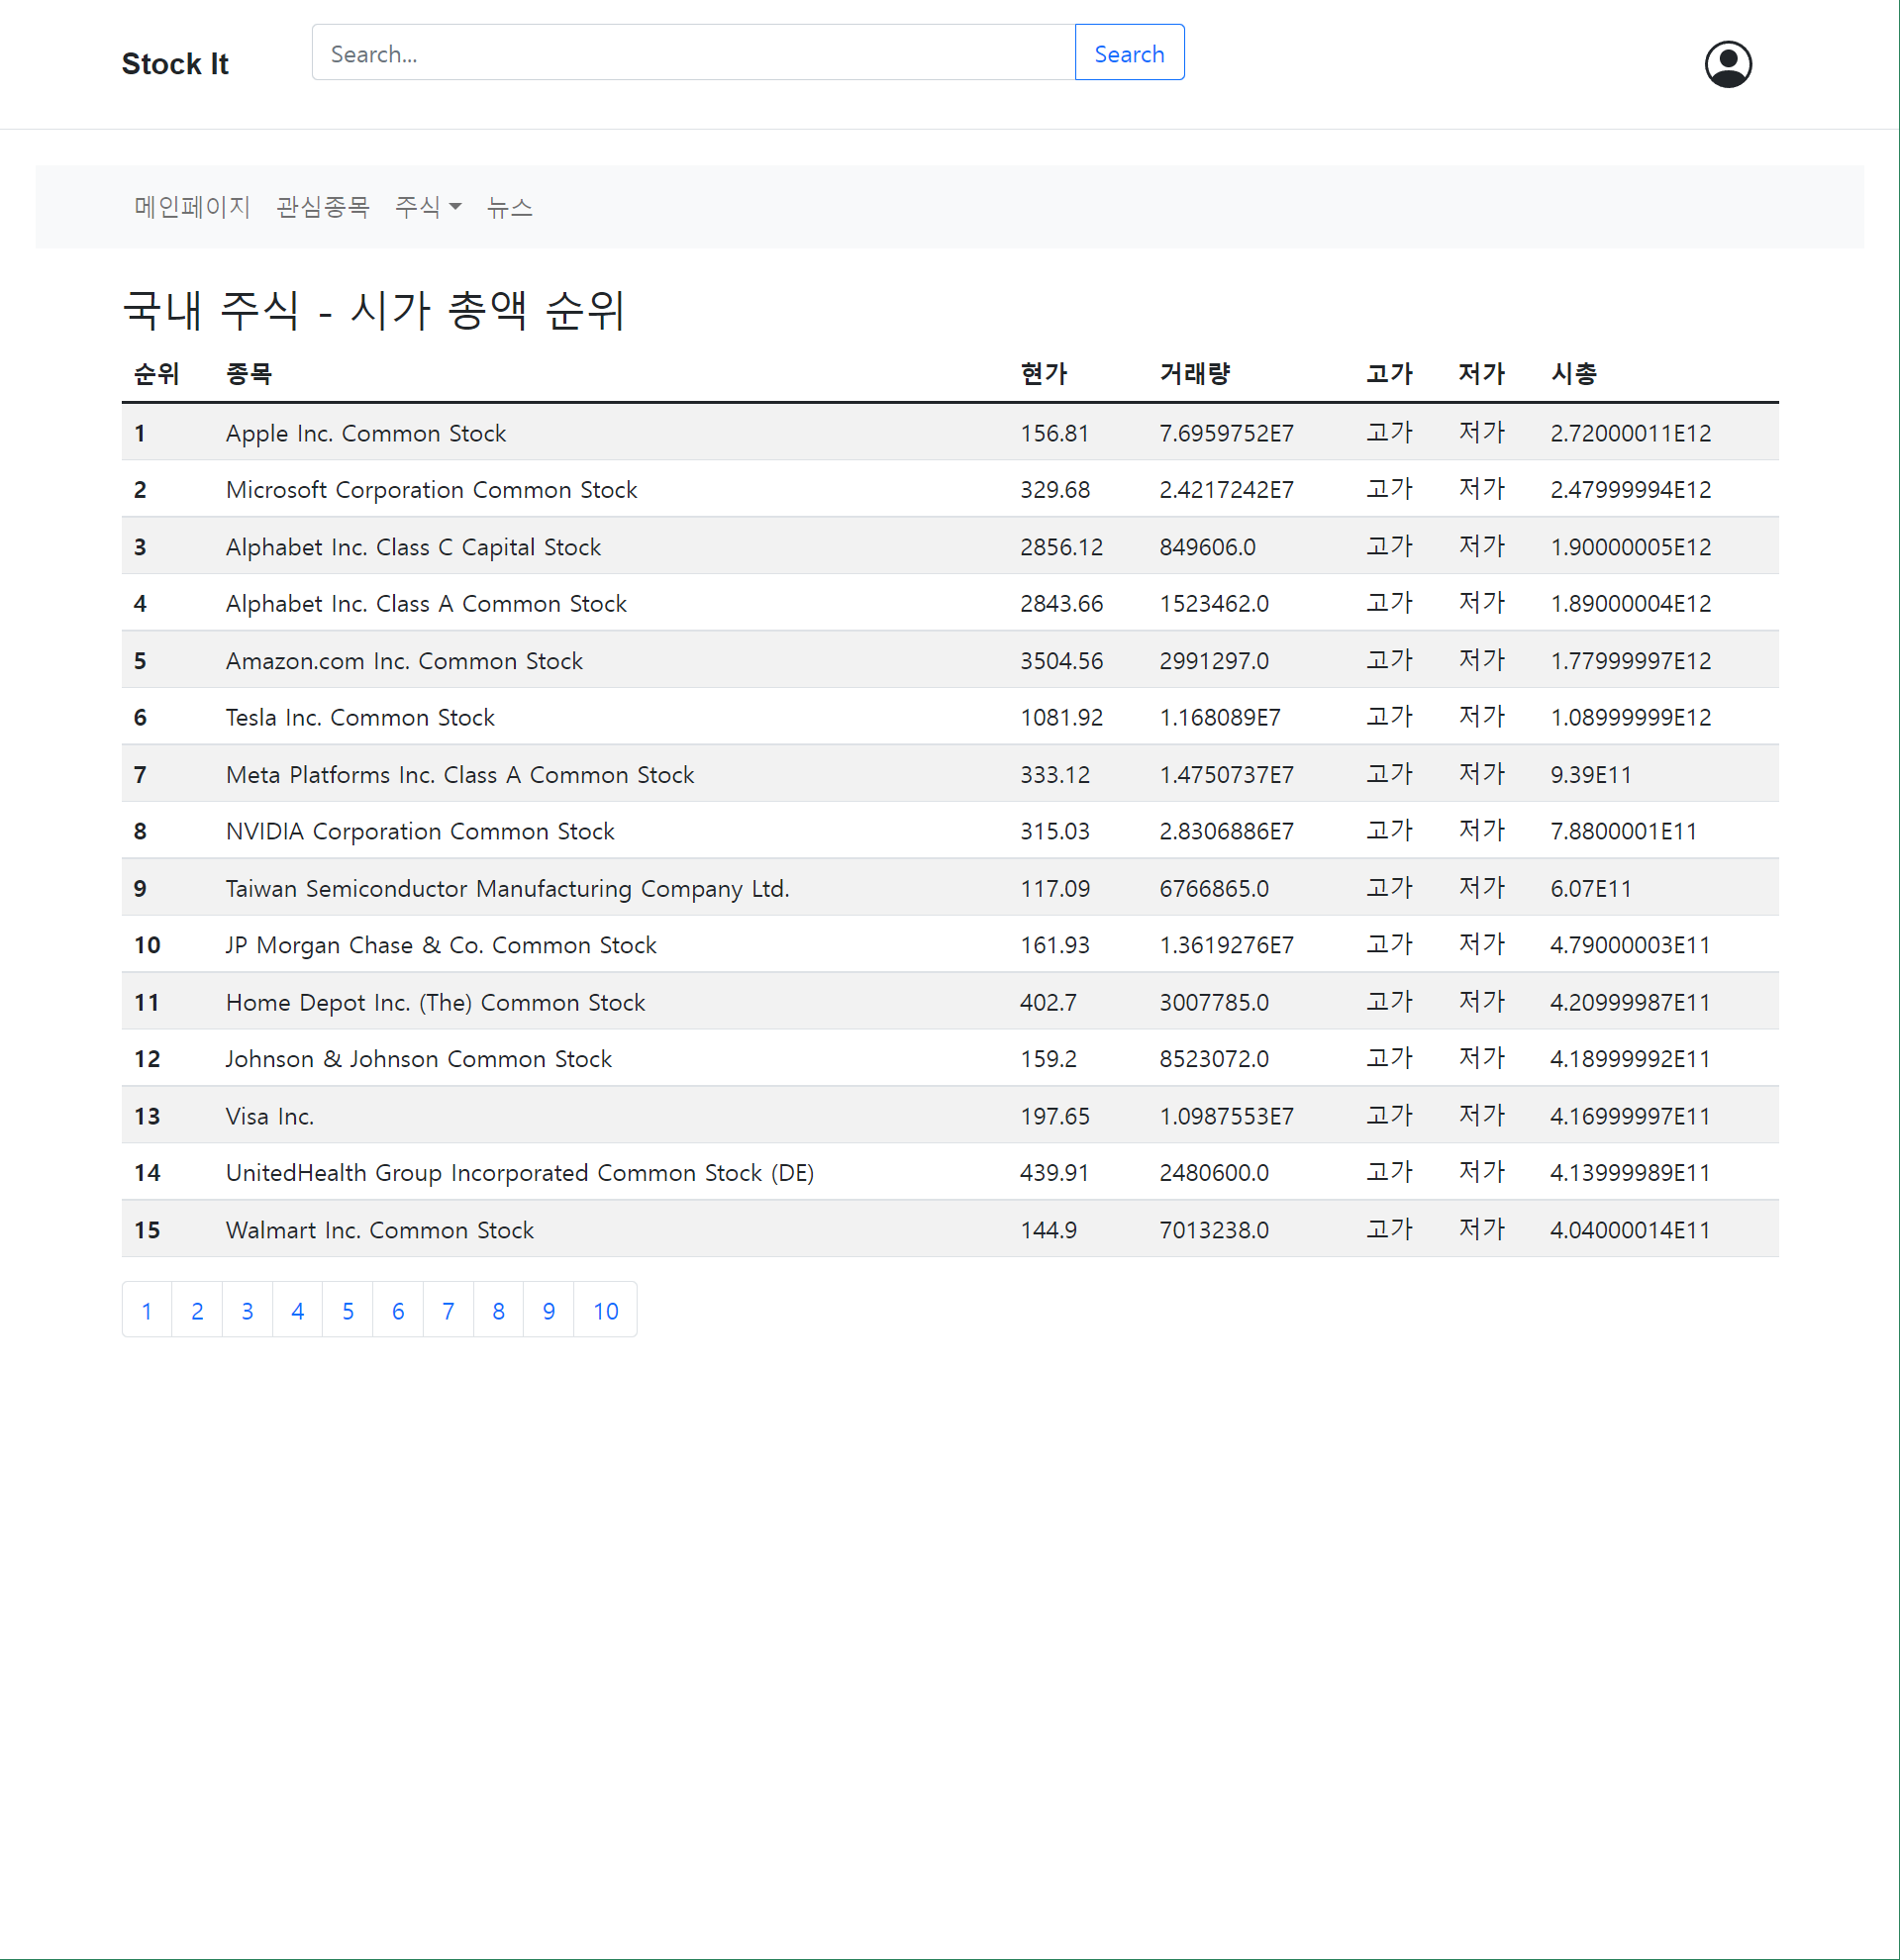 Stock It
Search...
Search
메인페이지 관심종목 주식 뉴스
국내 주식 - 시가 총액 순위
순위 종목 현가 거래량 고가 저가 시총
1 Apple Inc. Common Stock 156.81 7.6959752E7 고가 저가 2.72000011E12
2 Microsoft Corporation Common Stock 329.68 2.4217242E7 고가 저가 2.47999994E12
3 Alphabet Inc. Class C Capital Stock 2856.12 849606.0 고가 저가 1.90000005E12
4 Alphabet Inc. Class A Common Stock 2843.66 1523462.0 고가 저가 1.89000004E12
5 Amazon.com Inc. Common Stock 3504.56 2991297.0 고가 저가 1.77999997E12
6 Tesla Inc. Common Stock 1081.92 1.168089E7 고가 저가 1.08999999E12
7 Meta Platforms Inc. Class A Common Stock 333.12 1.4750737E7 고가 저가 9.39E11
8 NVIDIA Corporation Common Stock 315.03 2.8306886E7 고가 저가 7.8800001E11
9 Taiwan Semiconductor Manufacturing Company Ltd. 117.09 6766865.0 고가 저가 6.07E11
10 JP Morgan Chase & Co. Common Stock 161.93 1.3619276E7 고가 저가 4.79000003E11
11 Home Depot Inc. (The) Common Stock 402.7 3007785.0 고가 저가 4.20999987E11
12 Johnson & Johnson Common Stock 159.2 8523072.0 고가 저가 4.18999992E11
13 Visa Inc. 197.65 1.0987553E7 고가 저가 4.16999997E11
14 UnitedHealth Group Incorporated Common Stock (DE) 439.91 2480600.0 고가 저가 4.13999989E11
15 Walmart Inc. Common Stock 144.9 7013238.0 고가 저가 4.04000014E11
1 2 3 4 5 6 7 8 9 10